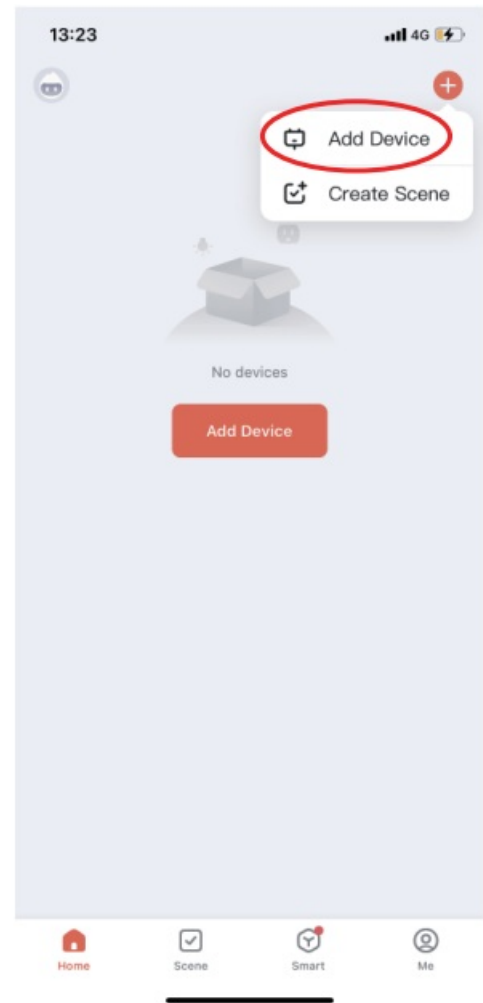 13:23
4G
Add Device
Create Scene
No devices
Add Device
Home
Scene
Smart
Me